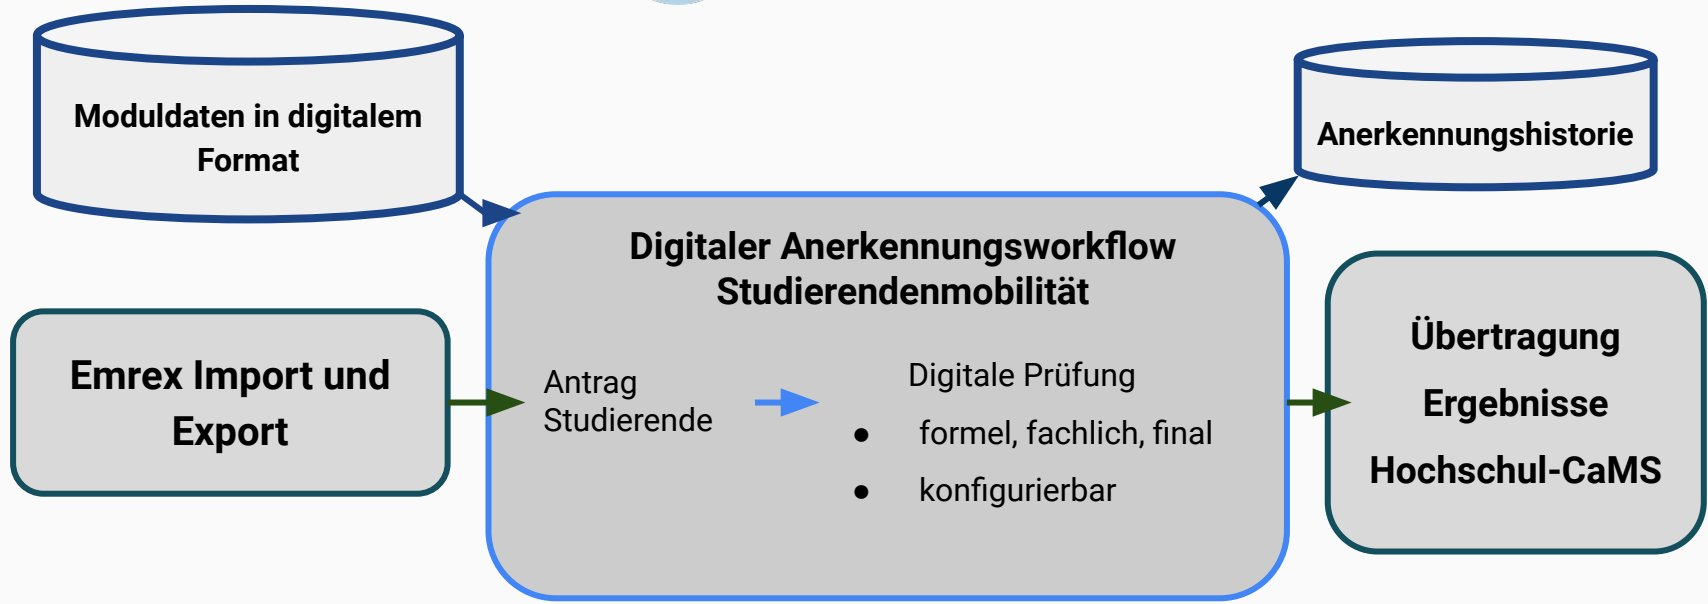 Moduldaten in digitalem
Format
Anerkennungshistorie
Digitaler Anerkennungsworkflow
Studierendenmobilität
Emrex Import und
Export
Antrag
Studierende
Digitale Prüfung
● formel, fachlich, final
● konfigurierbar
Übertragung
Ergebnisse
Hochschul-CaMS